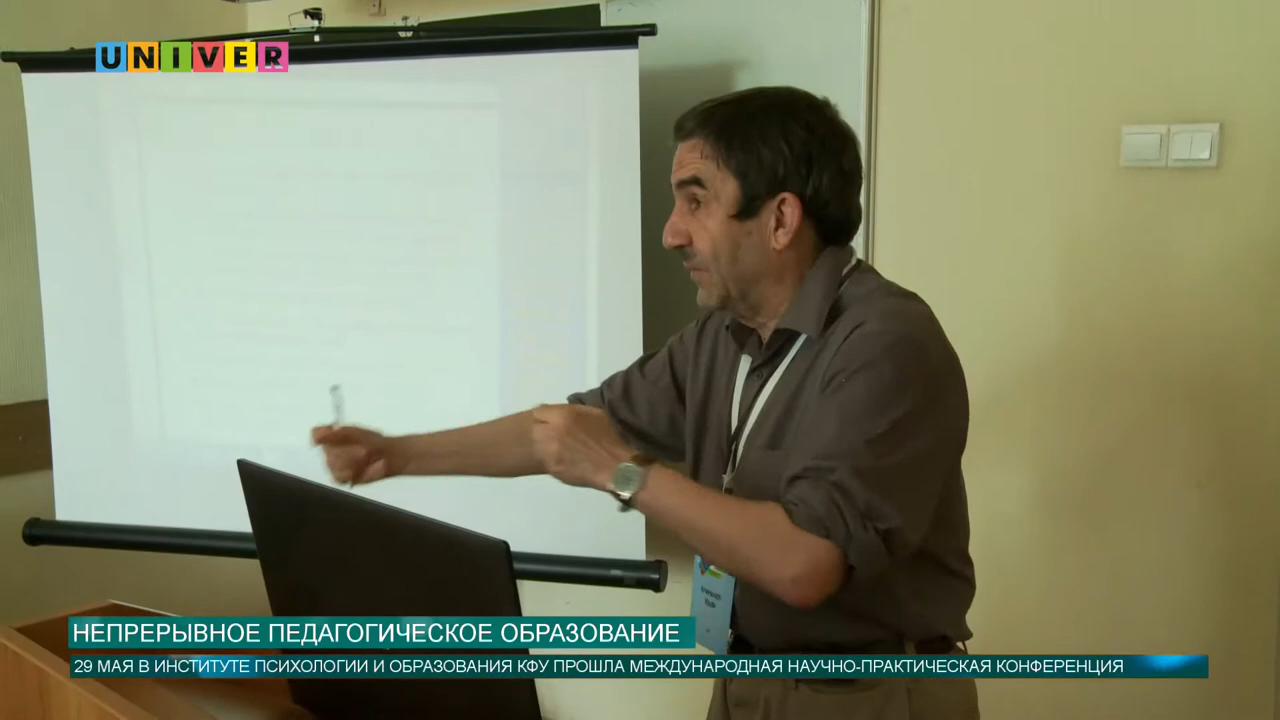 UNIVER
НЕПРЕРЫВНОЕ ПЕДАГОГИЧЕСКОЕ ОБРАЗОВАНИЕ
29 МАЯ В ИНСТИТУТЕ ПСИХОЛОГИИ И ОБРАЗОВАНИЯ КФУ ПРОШЛА МЕЖДУНАРОДНАЯ НАУЧНО-ПРАКТИЧЕСКАЯ КОНФЕРЕНЦИЯ